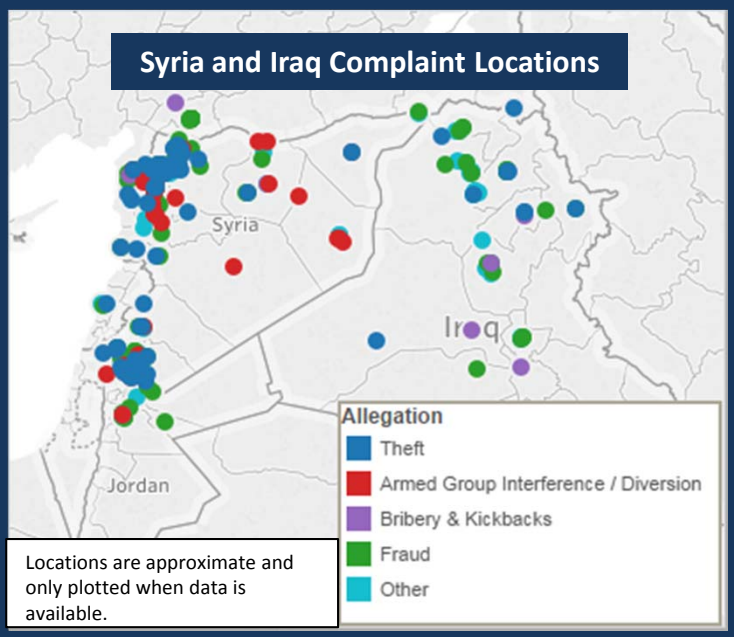 Syria and Iraq Complaint Locations
Syria
Iraq
Jordan
Allegation
Theft
Armed Group Interference / Diversion
Bribery & Kickbacks
Fraud
Other
Locations are approximate and
only plotted when data is
available.